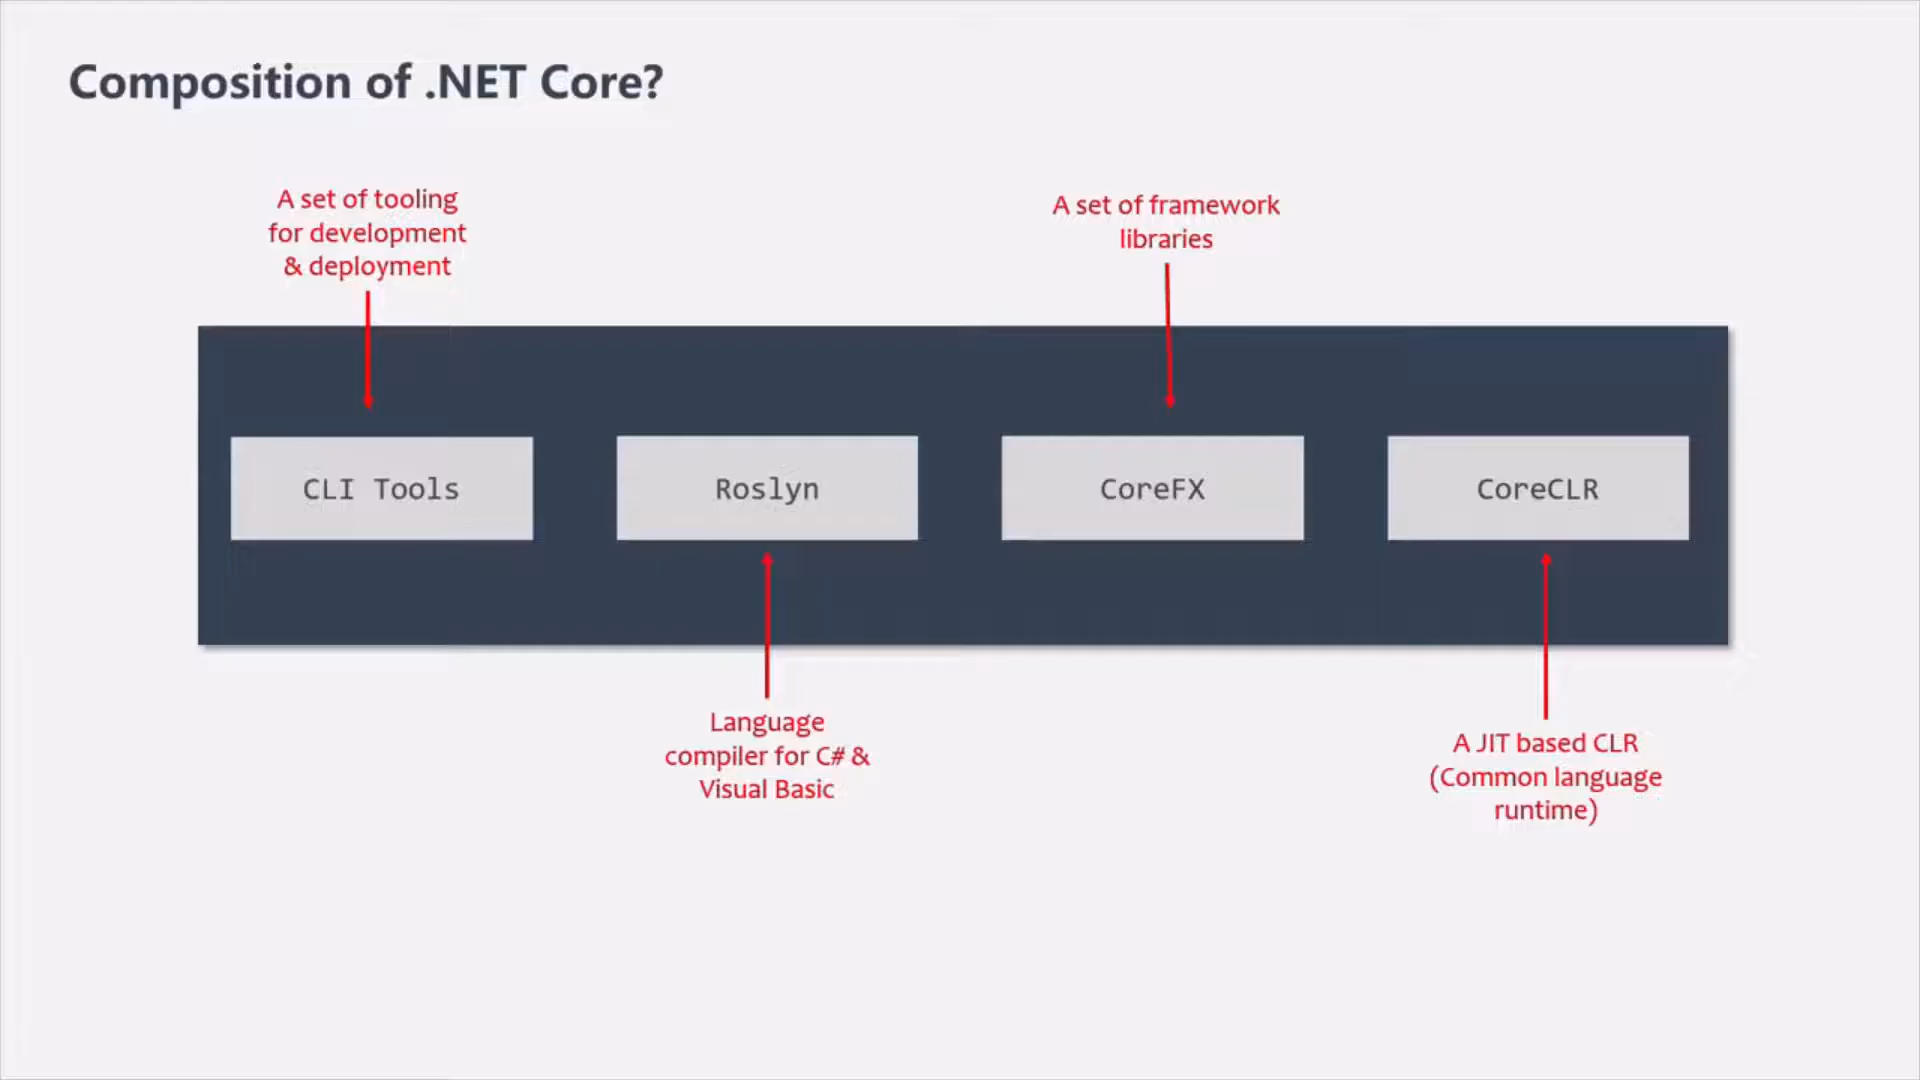 Composition of .NET Core?
A set of tooling
for development
& deployment
A set of framework
libraries
CLI Tools
Roslyn
CoreFX
CoreCLR
Language
compiler for C# &
Visual Basic
A JIT based CLR
(Common language
runtime)